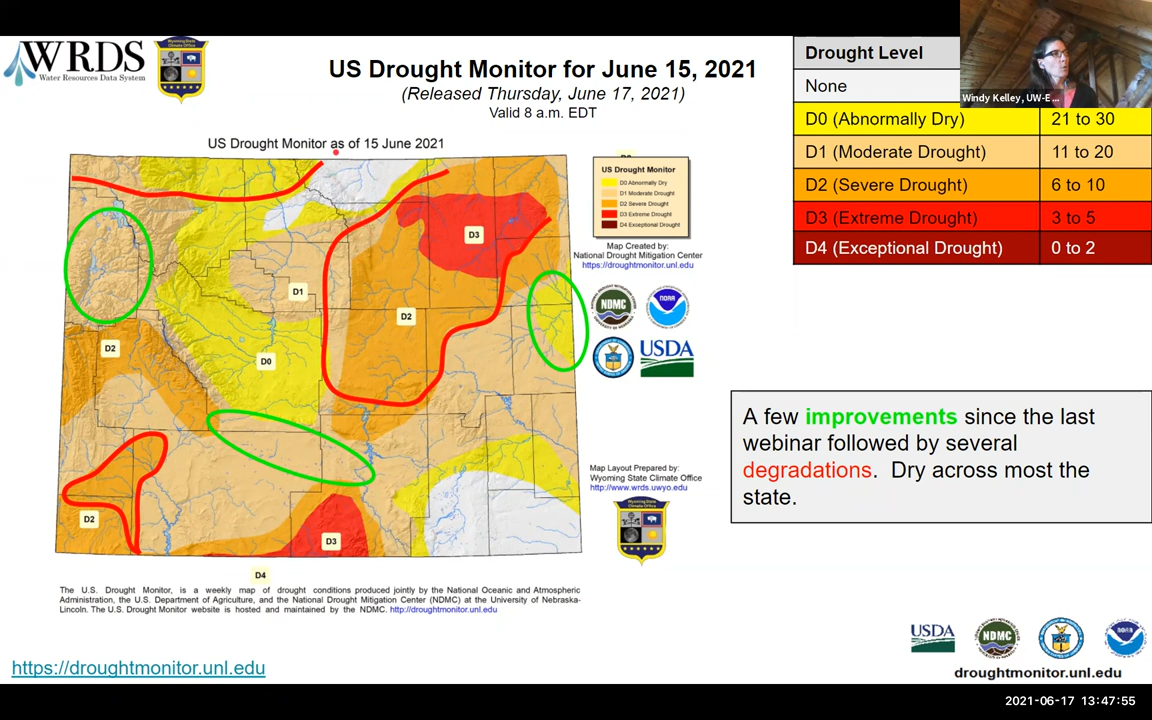 WRDS
Water Resources Data System
Wyoming State
Climate Office
US Drought Monitor for June 15, 2021
(Released Thursday, June 17, 2021)
Valid 8 a.m. EDT
Drought Level
None
D0 (Abnormally Dry) 21 to 30
D1 (Moderate Drought) 11 to 20
D2 (Severe Drought) 6 to 10
D3 (Extreme Drought) 3 to 5
D4 (Exceptional Drought) 0 to 2
Windy Kelley, UW-E ...
US Drought Monitor as of 15 June 2021
US Drought Monitor
D0 Abnormally Dry
D1 Moderate Drought
D2 Severe Drought
D3 Extreme Drought
D4 Exceptional Drought
Map Created by:
National Drought Mitigation Center
https://droughtmonitor.unl.edu
D3
D1
D2
D2
D0
D2
D3
D4
NDMC
NOAA
USDA
A few improvements since the last
webinar followed by several
degradations. Dry across most the
state.
Map Layout Prepared by:
Wyoming State Climate Office
http://www.wrds.uwyo.edu
The U.S. Drought Monitor, is a weekly map of drought conditions produced jointly by the National Oceanic and Atmospheric
Administration, the U.S. Department of Agriculture, and the National Drought Mitigation Center (NDMC) at the University of Nebraska-
Lincoln. The U.S. Drought Monitor website is hosted and maintained by the NDMC. http://droughtmonitor.unl.edu
https://droughtmonitor.unl.edu
USDA
NDMC
NOAA
droughtmonitor.unl.edu
2021-06-17 13:47:55